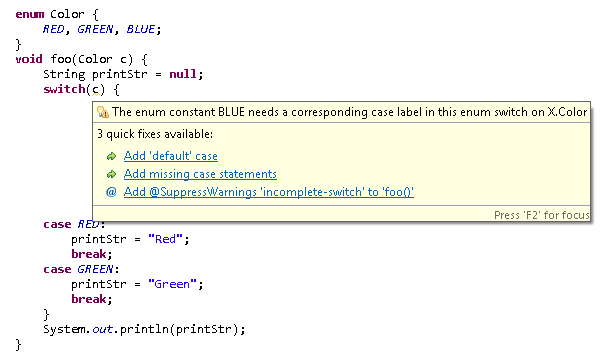 enum Color {
RED, GREEN, BLUE;
}
void foo(Color c) {
String printStr = null;
switch(c) {
The enum constant BLUE needs a corresponding case label in this enum switch on X.Color
3 quick fixes available:
Add 'default' case
Add missing case statements
@ Add @SuppressWarnings 'incomplete-switch' to 'foo()'
Press 'F2' for focus
case RED:
printStr = "Red";
break;
case GREEN:
printStr = "Green";
break;
}
System.out.println(printStr);
}